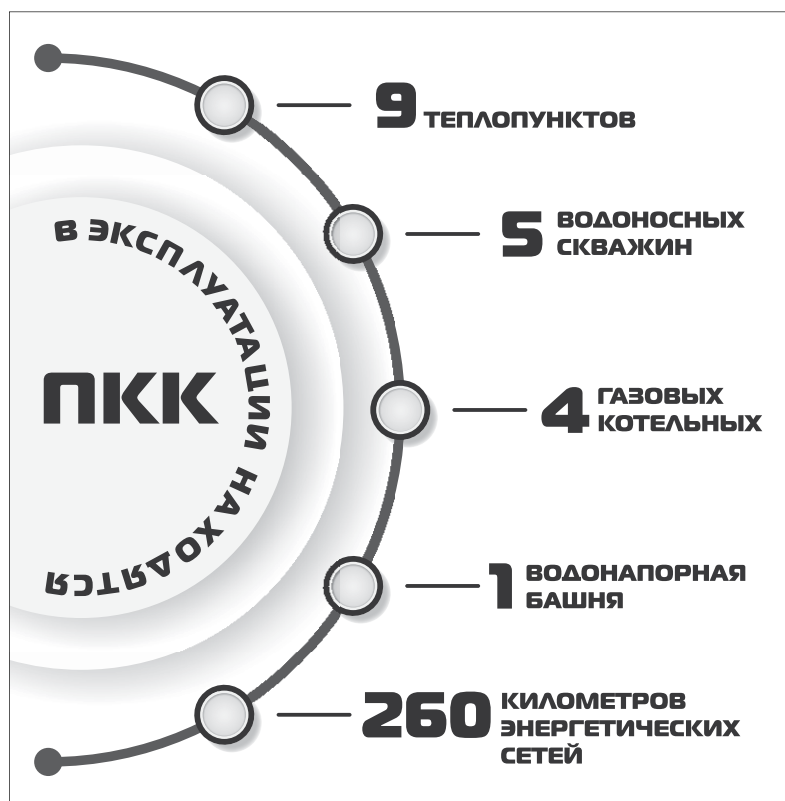 В ЭКСПЛУАТАЦИИ НАХОДЯТСЯ
ПКК
9 ТЕПЛОПУНКТОВ
5 ВОДОНОСНЫХ
СКВАЖИН
4 ГАЗОВЫХ
КОТЕЛЬНЫХ
1 ВОДОНАПОРНАЯ
БАШНЯ
260 КИЛОМЕТРОВ
ЭНЕРГЕТИЧЕСКИХ
СЕТЕЙ